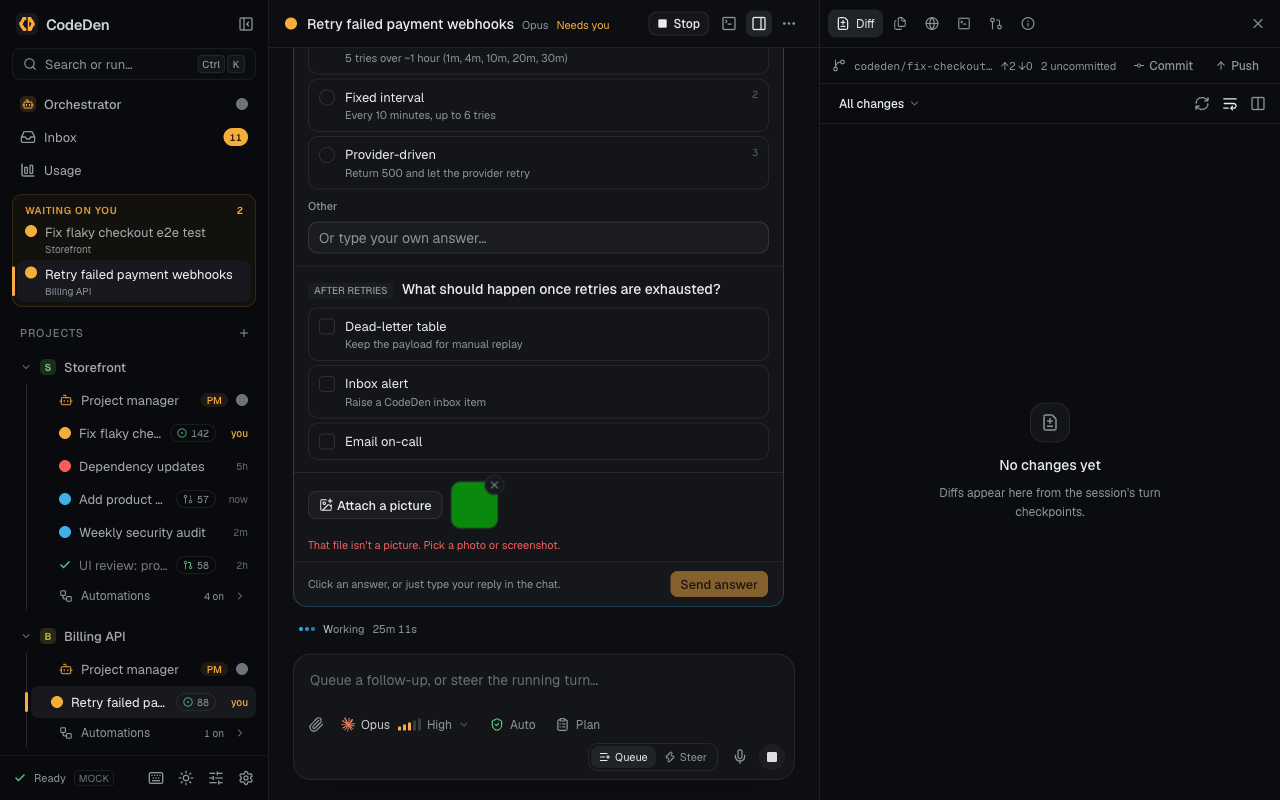 CodeDen
Search or run… Ctrl K
Orchestrator
Inbox 11
Usage
WAITING ON YOU 2
Fix flaky checkout e2e test
Storefront
Retry failed payment webhooks
Billing API
PROJECTS
S Storefront
Project manager PM
Fix flaky che… 142 you
Dependency updates 5h
Add product … 57 now
Weekly security audit 2m
UI review: pro… 58 2h
Automations 4 on
B Billing API
Project manager PM
Retry failed pa… 88 you
Automations 1 on
Ready MOCK
Retry failed payment webhooks Opus Needs you Stop
5 tries over ~1 hour (1m, 4m, 10m, 20m, 30m)
Fixed interval 2
Every 10 minutes, up to 6 tries
Provider-driven 3
Return 500 and let the provider retry
Other
Or type your own answer…
AFTER RETRIES What should happen once retries are exhausted?
Dead-letter table
Keep the payload for manual replay
Inbox alert
Raise a CodeDen inbox item
Email on-call
Attach a picture
That file isn't a picture. Pick a photo or screenshot.
Click an answer, or just type your reply in the chat. Send answer
Working 25m 11s
Queue a follow-up, or steer the running turn…
Opus High Auto Plan
Queue Steer
Diff
codeden/fix-checkout… ↑2 ↓0 2 uncommitted Commit Push
All changes
No changes yet
Diffs appear here from the session's turn
checkpoints.